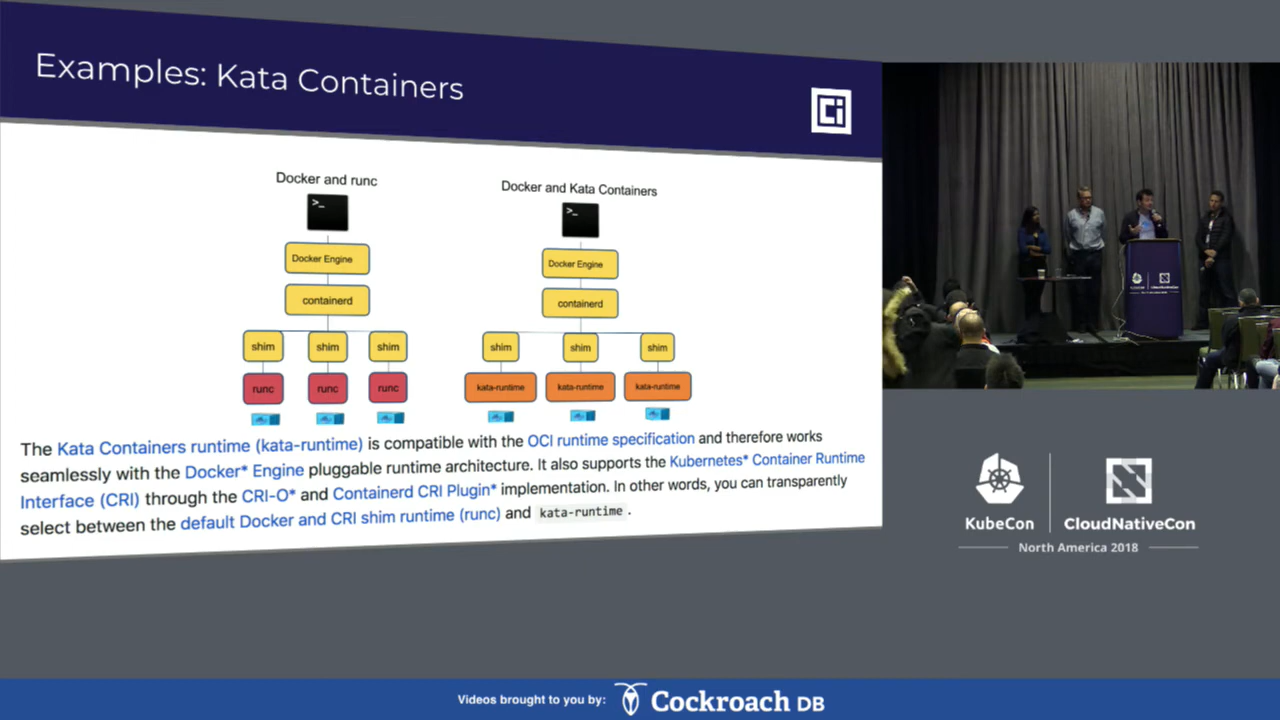 Examples: Kata Containers
Ci
Docker and runc
>_
Docker Engine
containerd
shim shim shim
runc runc runc
Docker and Kata Containers
>_
Docker Engine
containerd
shim shim shim
kata-runtime kata-runtime kata-runtime
The Kata Containers runtime (kata-runtime) is compatible with the OCI runtime specification and therefore works
seamlessly with the Docker* Engine pluggable runtime architecture. It also supports the Kubernetes* Container Runtime
Interface (CRI) through the CRI-O* and Containerd CRI Plugin* implementation. In other words, you can transparently
select between the default Docker and CRI shim runtime (runc) and kata-runtime.
KubeCon CloudNativeCon
North America 2018
Videos brought to you by: Cockroach DB